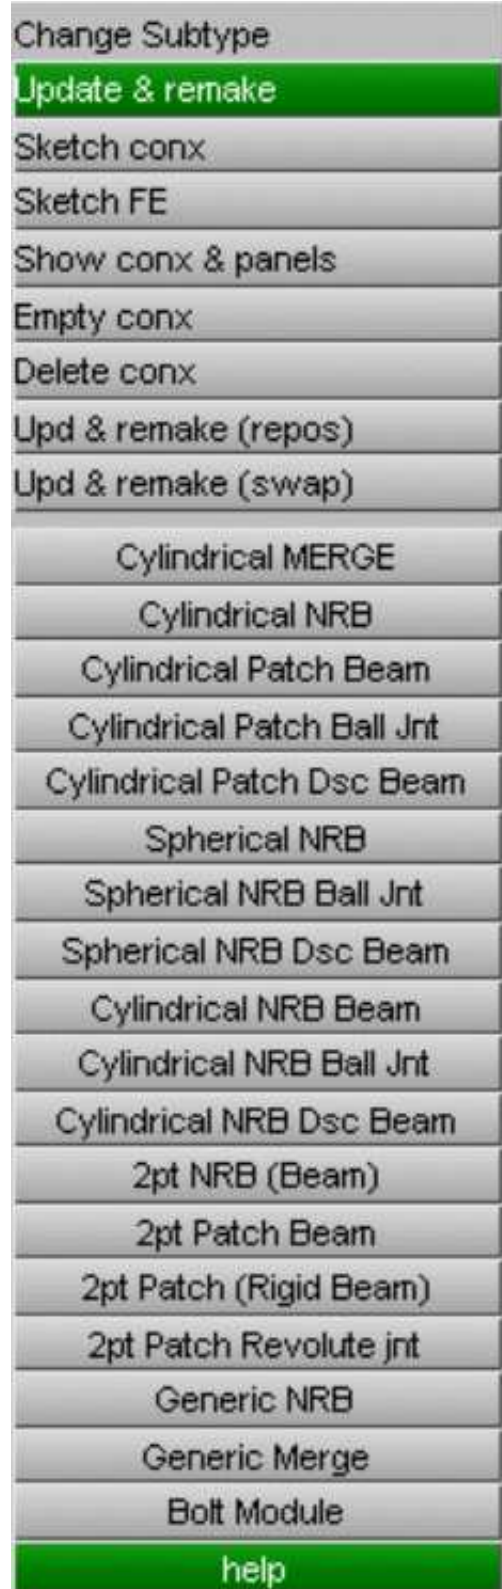 Change Subtype
Update & remake
Sketch conx
Sketch FE
Show conx & panels
Empty conx
Delete conx
Upd & remake (repos)
Upd & remake (swap)
Cylindrical MERGE
Cylindrical NRB
Cylindrical Patch Beam
Cylindrical Patch Ball Jnt
Cylindrical Patch Dsc Beam
Spherical NRB
Spherical NRB Ball Jnt
Spherical NRB Dsc Beam
Cylindrical NRB Beam
Cylindrical NRB Ball Jnt
Cylindrical NRB Dsc Beam
2pt NRB (Beam)
2pt Patch Beam
2pt Patch (Rigid Beam)
2pt Patch Revolute jnt
Generic NRB
Generic Merge
Bolt Module
help